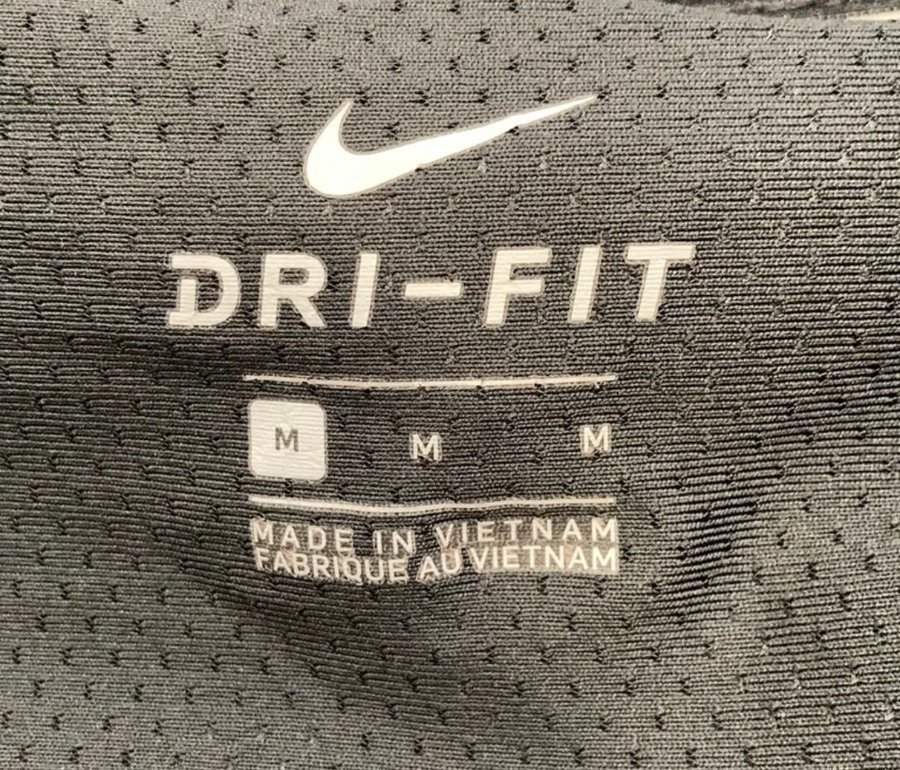 DRI-FIT
M M M
MADE IN VIETNAM
FABRIQUE AU VIETNAM